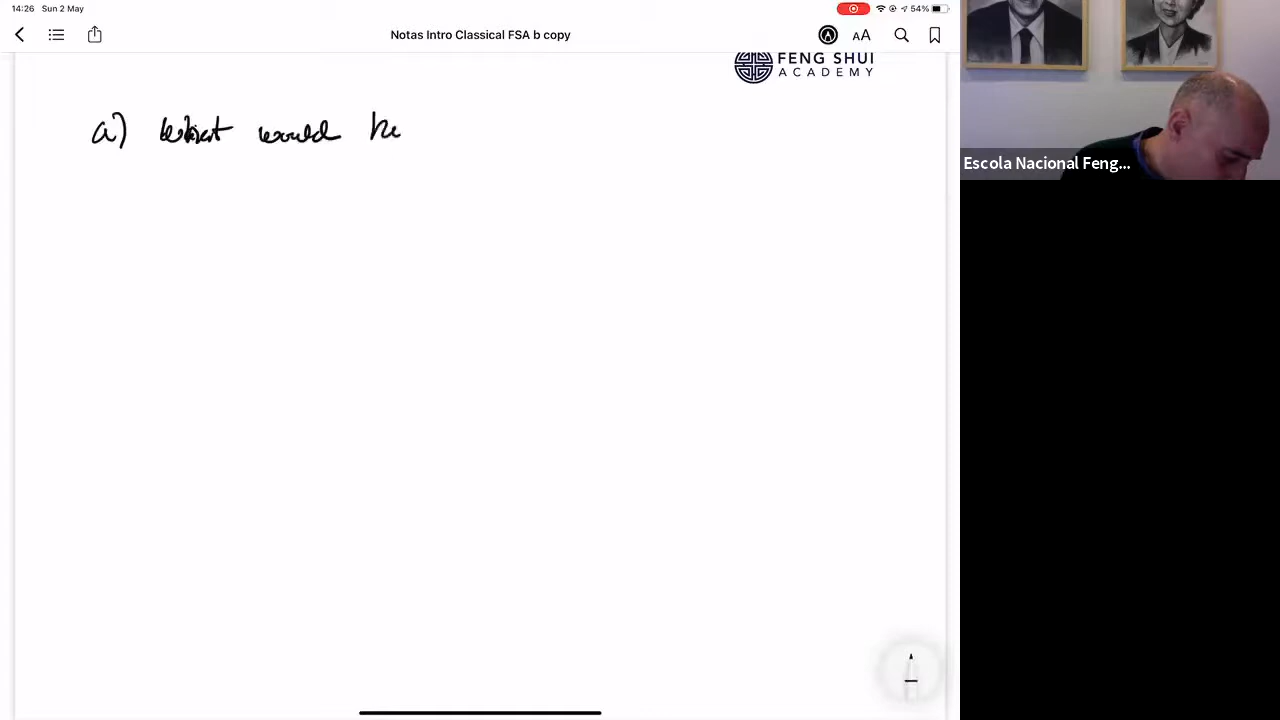 14:26 Sun 2 May
54%
Notas Intro Classical FSA b copy
AA
FENG SHUI
ACADEMY
a) what would
Escola Nacional Feng...